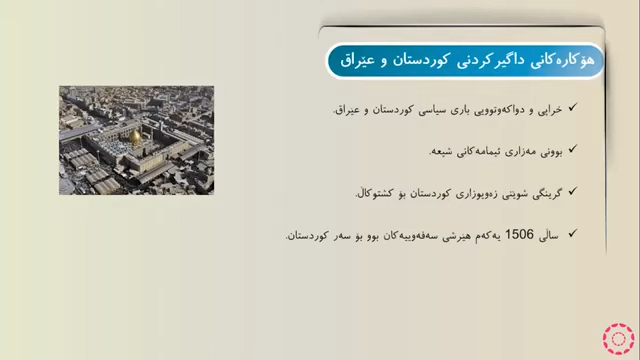 هۆکارەکانی داگیرکردنی کوردستان و عێراق
خراپی و دواکەوتوویی باری سیاسی کوردستان و عێراق.
بوونی مەزاری ئیمامەکانی شیعە.
گرینگی شوێنی زەویوزاری کوردستان بۆ کشتوکاڵ.
ساڵی 1506 یەکەم هێرشی سەفەوییەکان بوو بۆ سەر کوردستان.